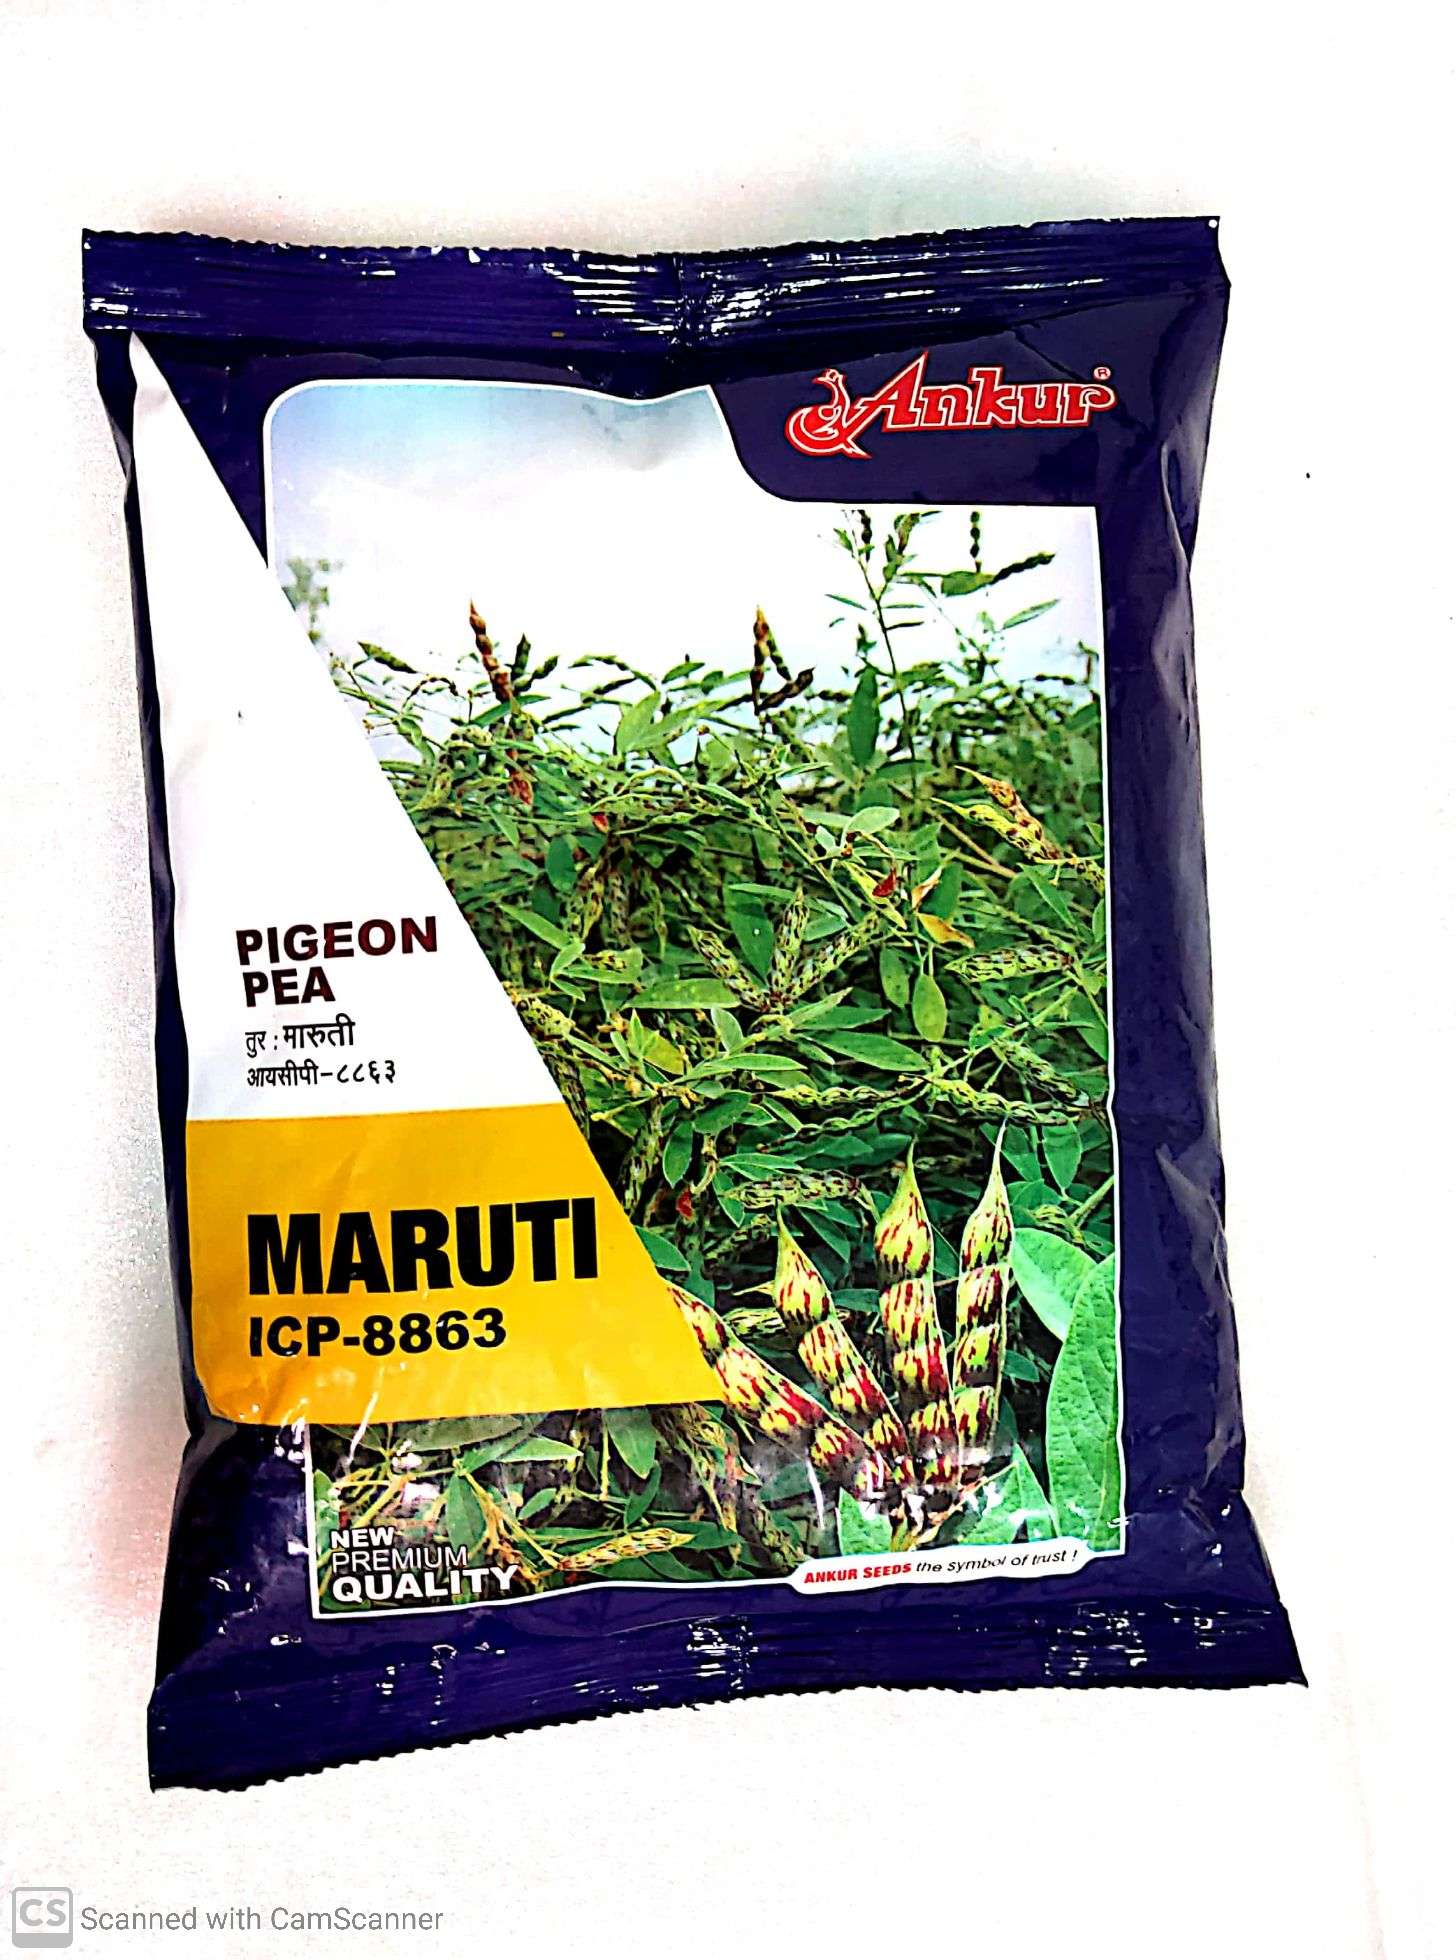 Ankur®
PIGEON
PEA
तुर : मारुती
आयसीपी-८८६३
MARUTI
ICP-8863
NEW
PREMIUM
QUALITY
ANKUR SEEDS the symbol of trust !
CS Scanned with CamScanner